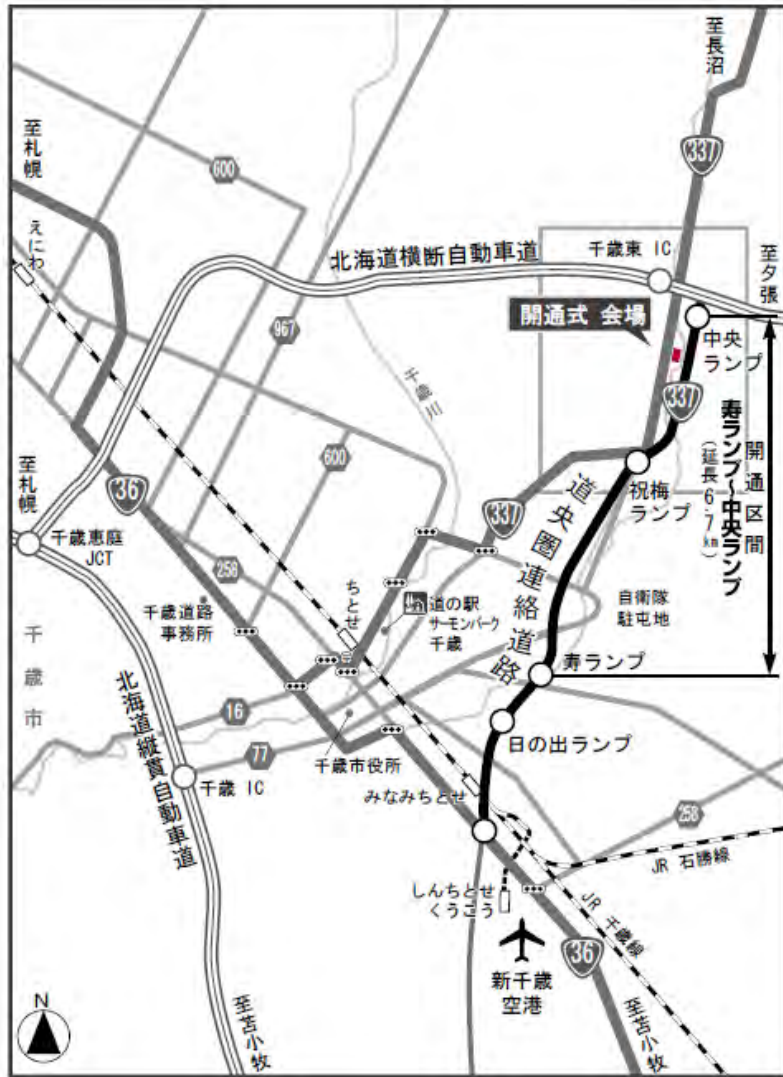 至長沼
337
至札幌
600
えにわ
北海道横断自動車道
千歳東 IC
至夕張
開通式 会場
中央
ランプ
967
千歳川
337
開通区間
寿ランプ〜中央ランプ
(延長6.7㎞)
600
至札幌
36
337
祝梅
ランプ
千歳恵庭
JCT
道央圏連絡道路
258
ちとせ
道の駅
サーモンパーク
千歳
自衛隊
駐屯地
千歳道路
事務所
千歳市
寿ランプ
16
北海道縦貫自動車道
77
千歳市役所
日の出ランプ
千歳 IC
みなみちとせ
258
JR 石勝線
しんちとせ
くうこう
JR 千歳線
36
新千歳
空港
N
至苫小牧
至苫小牧